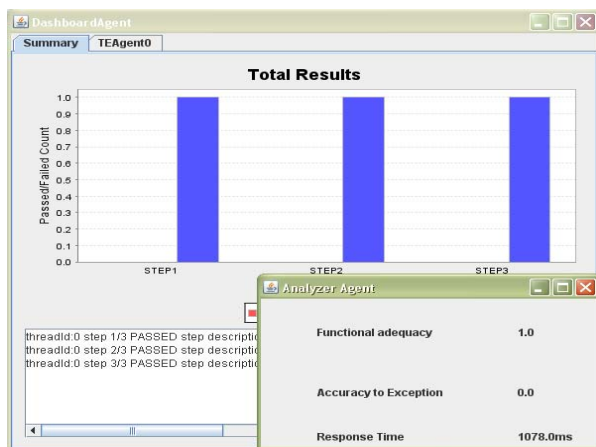 DashboardAgent
Summary TEAgent0
Total Results
Passed/Failed Count
1.0
0.9
0.8
0.7
0.6
0.5
0.4
0.3
0.2
0.1
0.0
STEP1 STEP2 STEP3
threadId:0 step 1/3 PASSED step descriptio
threadId:0 step 2/3 PASSED step descriptio
threadId:0 step 3/3 PASSED step descriptio
Analyzer Agent
Functional adequacy 1.0
Accuracy to Exception 0.0
Response Time 1078.0ms